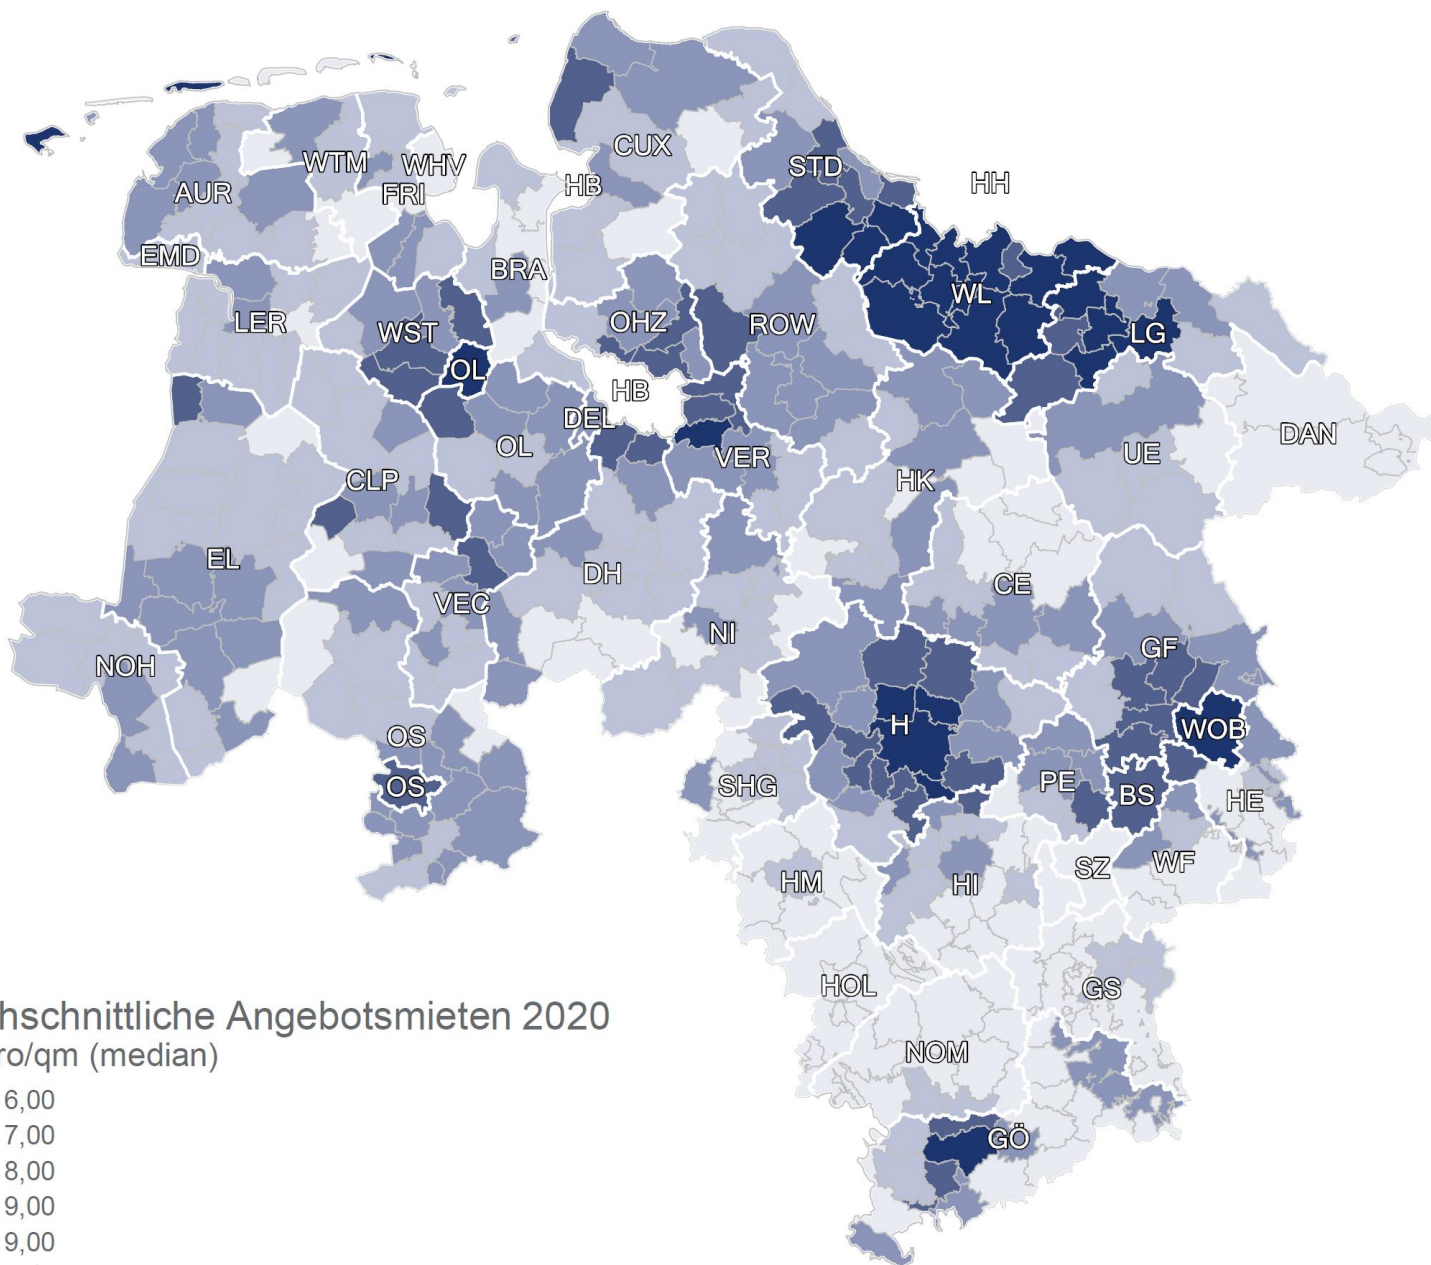 CUX
WTM
WHV
STD
HB
HH
AUR
FRI
EMD
BRA
WL
LER
WST
OHZ
ROW
LG
OL
HB
DEL
OL
VER
UE
DAN
CLP
HK
EL
DH
CE
VEC
NI
GF
NOH
OS
H
WOB
OS
SHG
PE
BS
HE
HM
HI
SZ
WF
HOL
GS
hschnittliche Angebotsmieten 2020
ro/qm (median)
NOM
6,00
7,00
GÖ
8,00
9,00
9,00